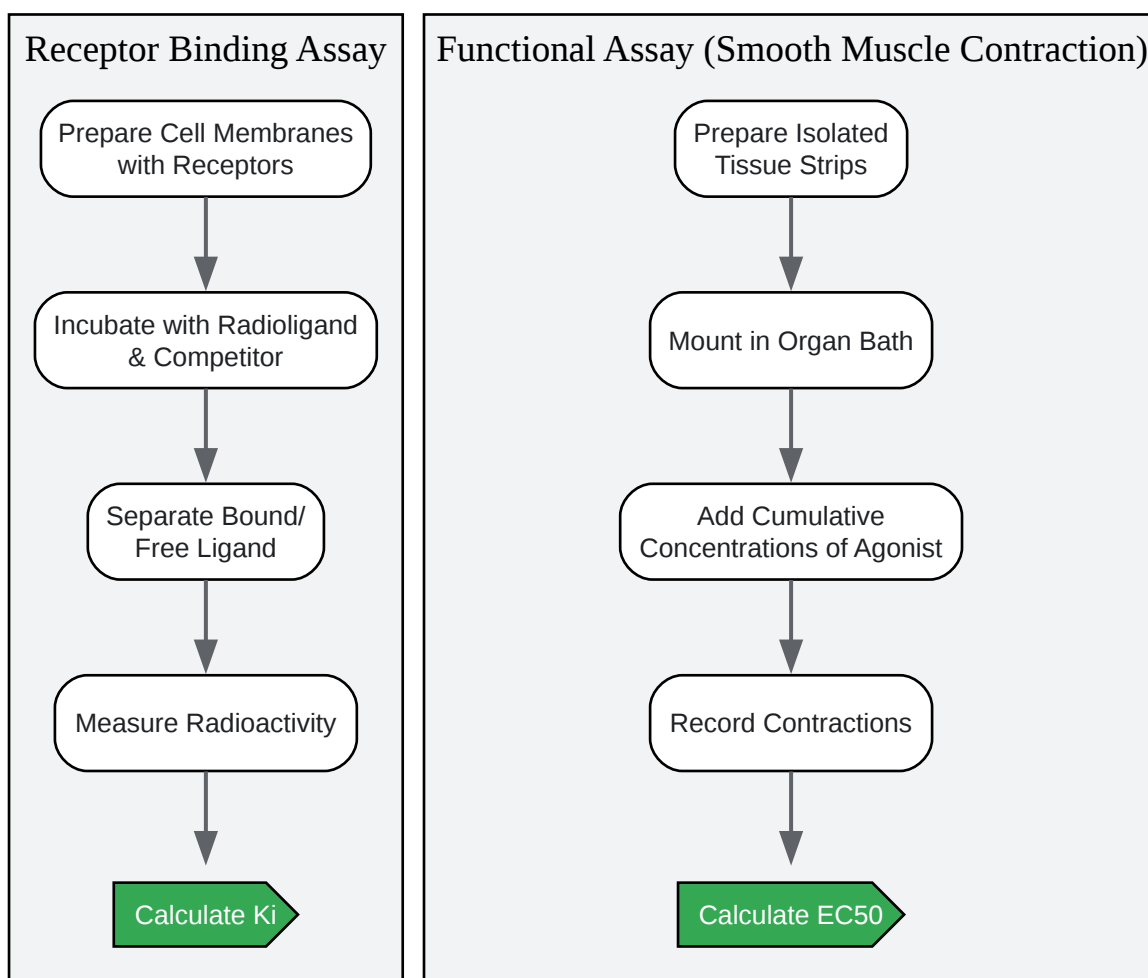 Receptor Binding Assay
Prepare Cell Membranes
with Receptors
Incubate with Radioligand
& Competitor
Separate Bound/
Free Ligand
Measure Radioactivity
Calculate Ki
Functional Assay (Smooth Muscle Contraction)
Prepare Isolated
Tissue Strips
Mount in Organ Bath
Add Cumulative
Concentrations of Agonist
Record Contractions
Calculate EC50